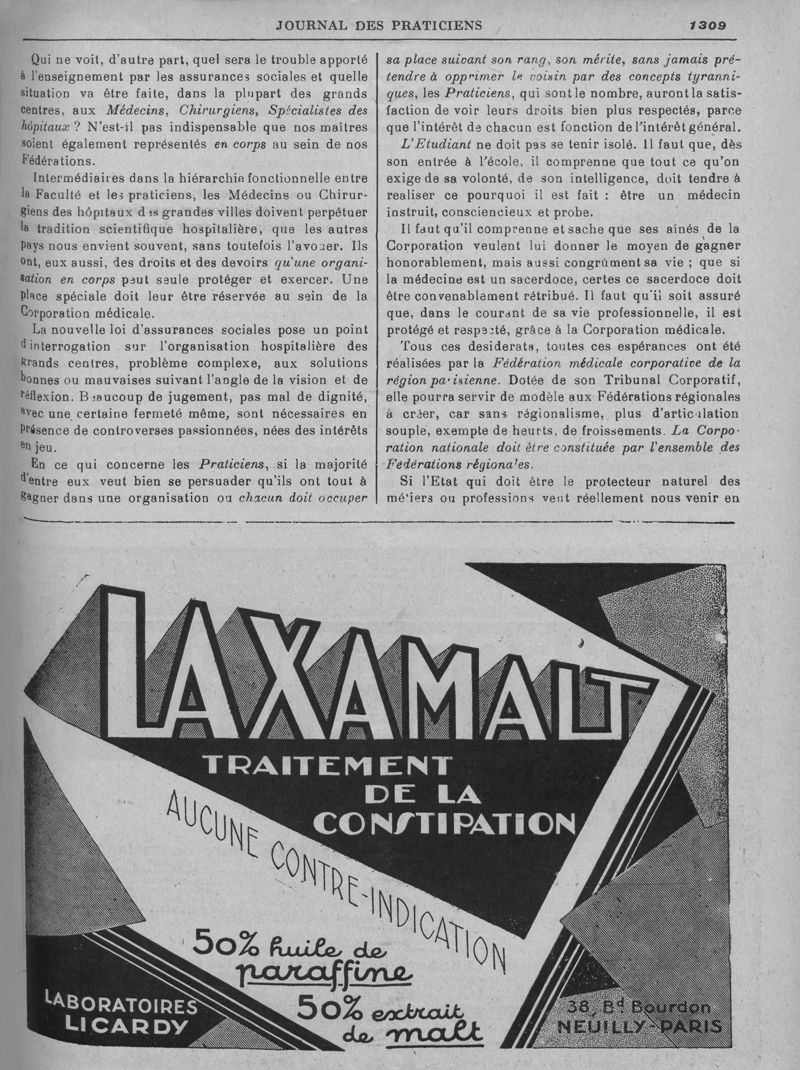 JOURNAL DES PRATICIENS 1309
Qui ne voit, d'autre part, quel sera le trouble apporté
à l'enseignement par les assurances sociales et quelle
situation va être faite, dans la plupart des grands
centres, aux Médecins, Chirurgiens, Spécialistes des
hôpitaux ? N'est-il pas indispensable que nos maîtres
soient également représentés en corps au sein de nos
Fédérations.
Intermédiaires dans la hiérarchie fonctionnelle entre
la Faculté et les praticiens, les Médecins ou Chirur-
giens des hôpitaux des grandes villes doivent perpétuer
la tradition scientifique hospitalière, que les autres
pays nous envient souvent, sans toutefois l'avouer. Ils
ont, eux aussi, des droits et des devoirs qu'une organi-
sation en corps peut seule protéger et exercer. Une
place spéciale doit leur être réservée au sein de la
Corporation médicale.
La nouvelle loi d'assurances sociales pose un point
d'interrogation sur l'organisation hospitalière des
grands centres, problème complexe, aux solutions
bonnes ou mauvaises suivant l'angle de la vision et de
réflexion. Beaucoup de jugement, pas mal de dignité,
avec une certaine fermeté même, sont nécessaires en
présence de controverses passionnées, nées des intérêts
en jeu.
En ce qui concerne les Praticiens, si la majorité
d'entre eux veut bien se persuader qu'ils ont tout à
gagner dans une organisation ou chacun doit occuper
sa place suivant son rang, son mérite, sans jamais pré-
tendre à opprimer le voisin par des concepts tyranni-
ques, les Praticiens, qui sont le nombre, auront la satis-
faction de voir leurs droits bien plus respectés, parce
que l'intérêt de chacun est fonction de l'intérêt général.
L'Etudiant ne doit pas se tenir isolé. Il faut que, dès
son entrée à l'école, il comprenne que tout ce qu'on
exige de sa volonté, de son intelligence, doit tendre à
realiser ce pourquoi il est fait : être un médecin
instruit, consciencieux et probe.
Il faut qu'il comprenne et sache que ses aînés de la
Corporation veulent lui donner le moyen de gagner
honorablement, mais aussi congrûment sa vie ; que si
la médecine est un sacerdoce, certes ce sacerdoce doit
être convenablement rétribué. Il faut qu'il soit assuré
que, dans le courant de sa vie professionnelle, il est
protégé et respecté, grâce à la Corporation médicale.
Tous ces desiderata, toutes ces espérances ont été
réalisées par la Fédération médicale corporative de la
région parisienne. Dotée de son Tribunal Corporatif,
elle pourra servir de modèle aux Fédérations régionales
à créer, car sans régionalisme, plus d'articulation
souple, exempte de heurts, de froissements. La Corpo-
ration nationale doit être constituée par l'ensemble des
Fédérations régionales.
Si l'Etat qui doit être le protecteur naturel des
métiers ou professions veut réellement nous venir en
LAXAMALT
TRAITEMENT
DE LA
CONSTIPATION
AUCUNE CONTRE-INDICATION
50% huile de
paraffine
50% extrait
de malt
LABORATOIRES
LICARDY
38, Bd Bourdon
NEUILLY-PARIS